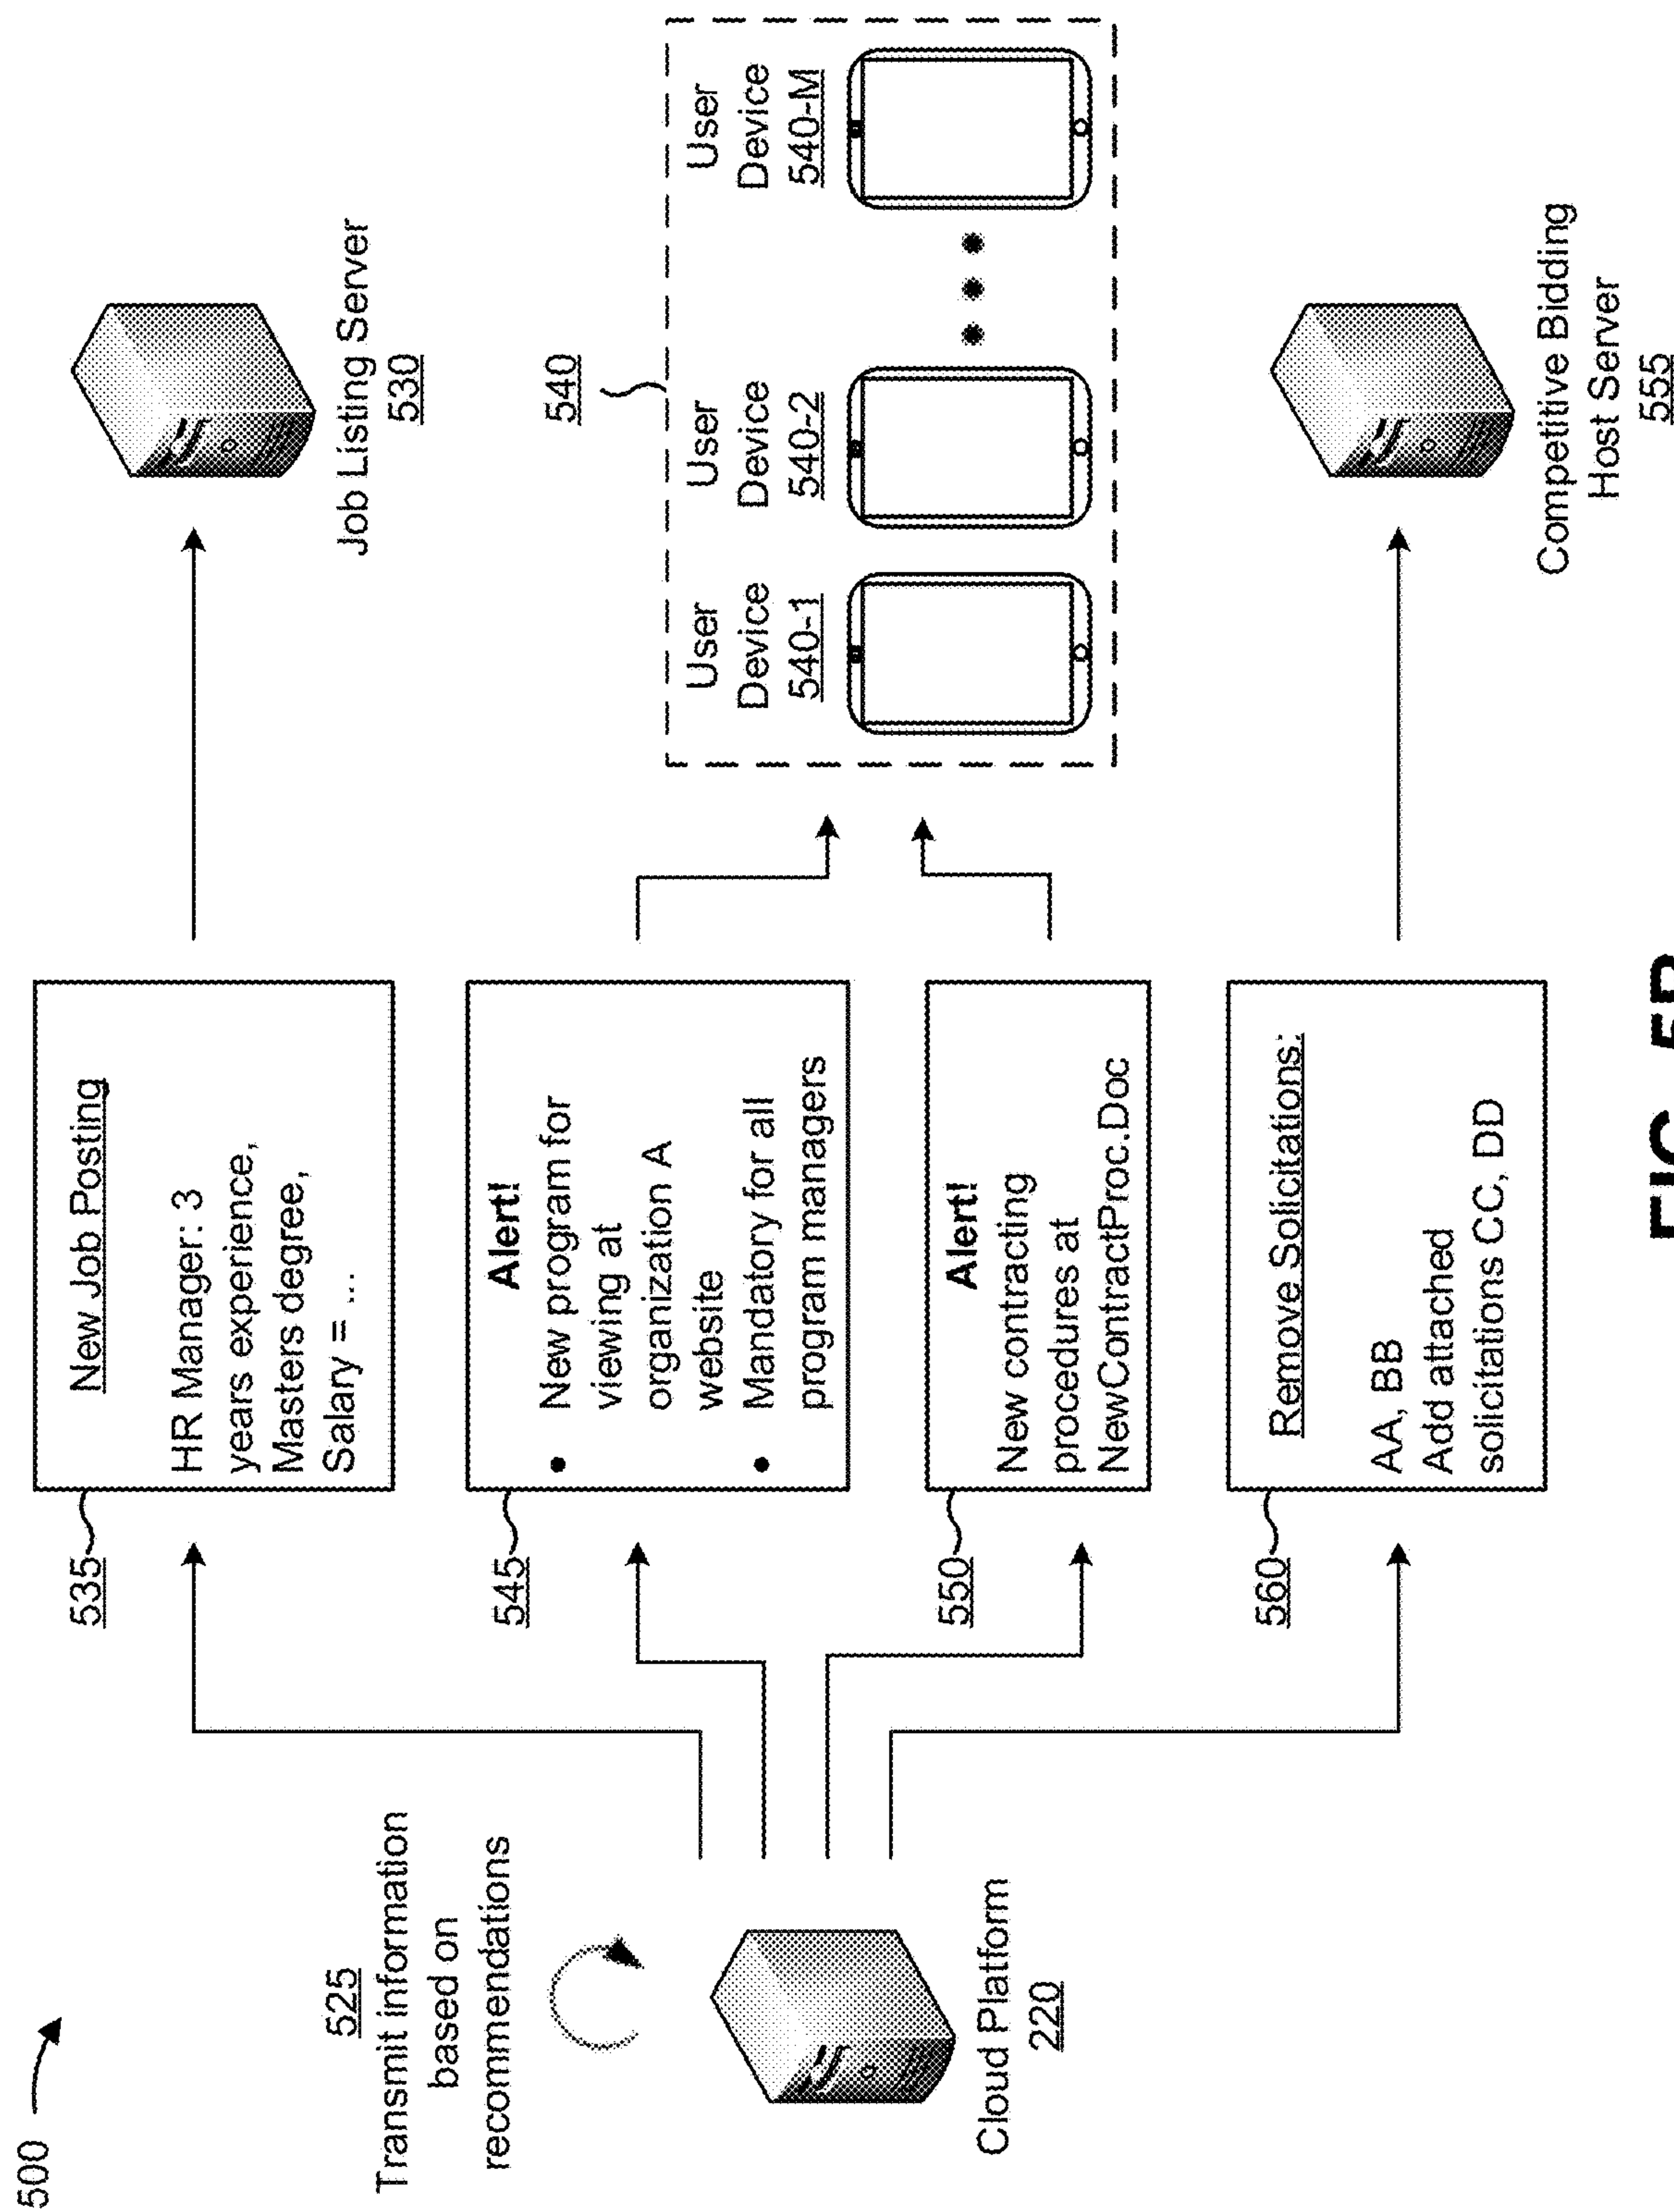 500
525
Transmit information
based on
recommendations
Cloud Platform
220
535
New Job Posting
HR Manager: 3
years experience,
Masters degree,
Salary = ...
545
Alert!
• New program for
viewing at
organization A
website
• Mandatory for all
program managers
550
Alert!
New contracting
procedures at
NewContractProc.Doc
560
Remove Solicitations:
AA, BB
Add attached
solicitations CC, DD
Job Listing Server
530
540
User
Device
540-1
User
Device
540-2
User
Device
540-M
Competitive Bidding
Host Server
555